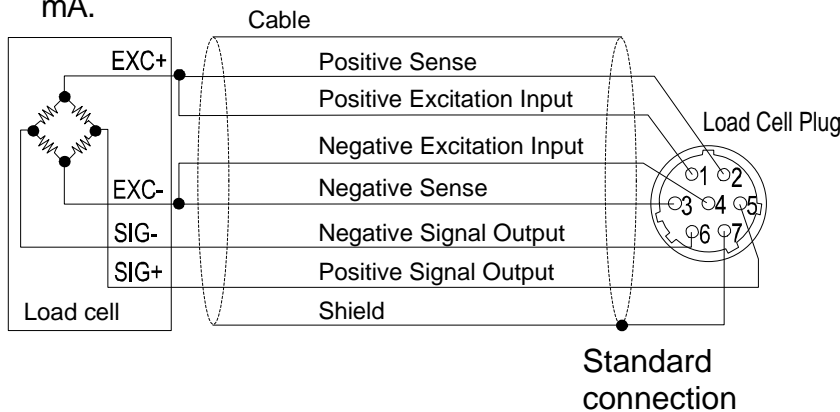 mA.
Cable
EXC+
Positive Sense
Positive Excitation Input
Load Cell Plug
Negative Excitation Input
1 2
EXC-
Negative Sense
3 4 5
SIG-
Negative Signal Output
6 7
SIG+
Positive Signal Output
Load cell
Shield
Standard
connection